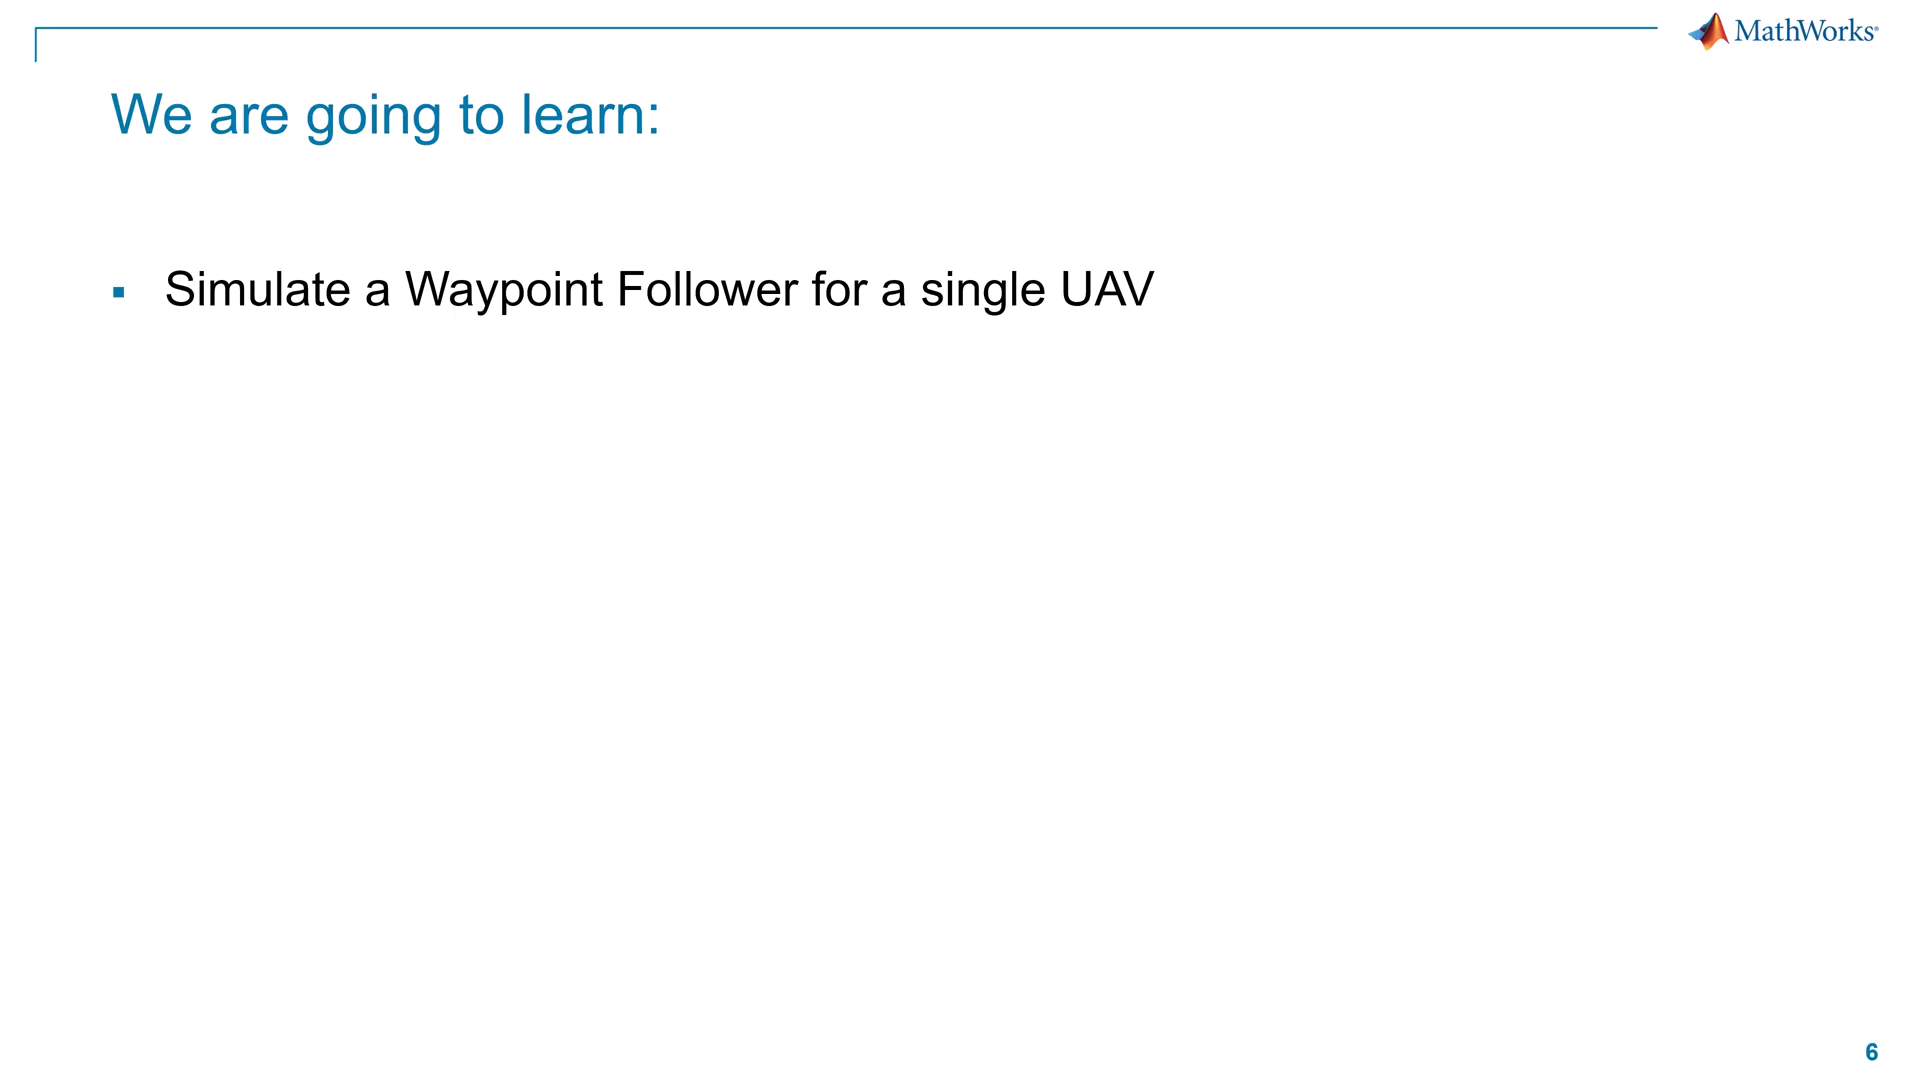 MathWorks®
We are going to learn:
▪ Simulate a Waypoint Follower for a single UAV
6